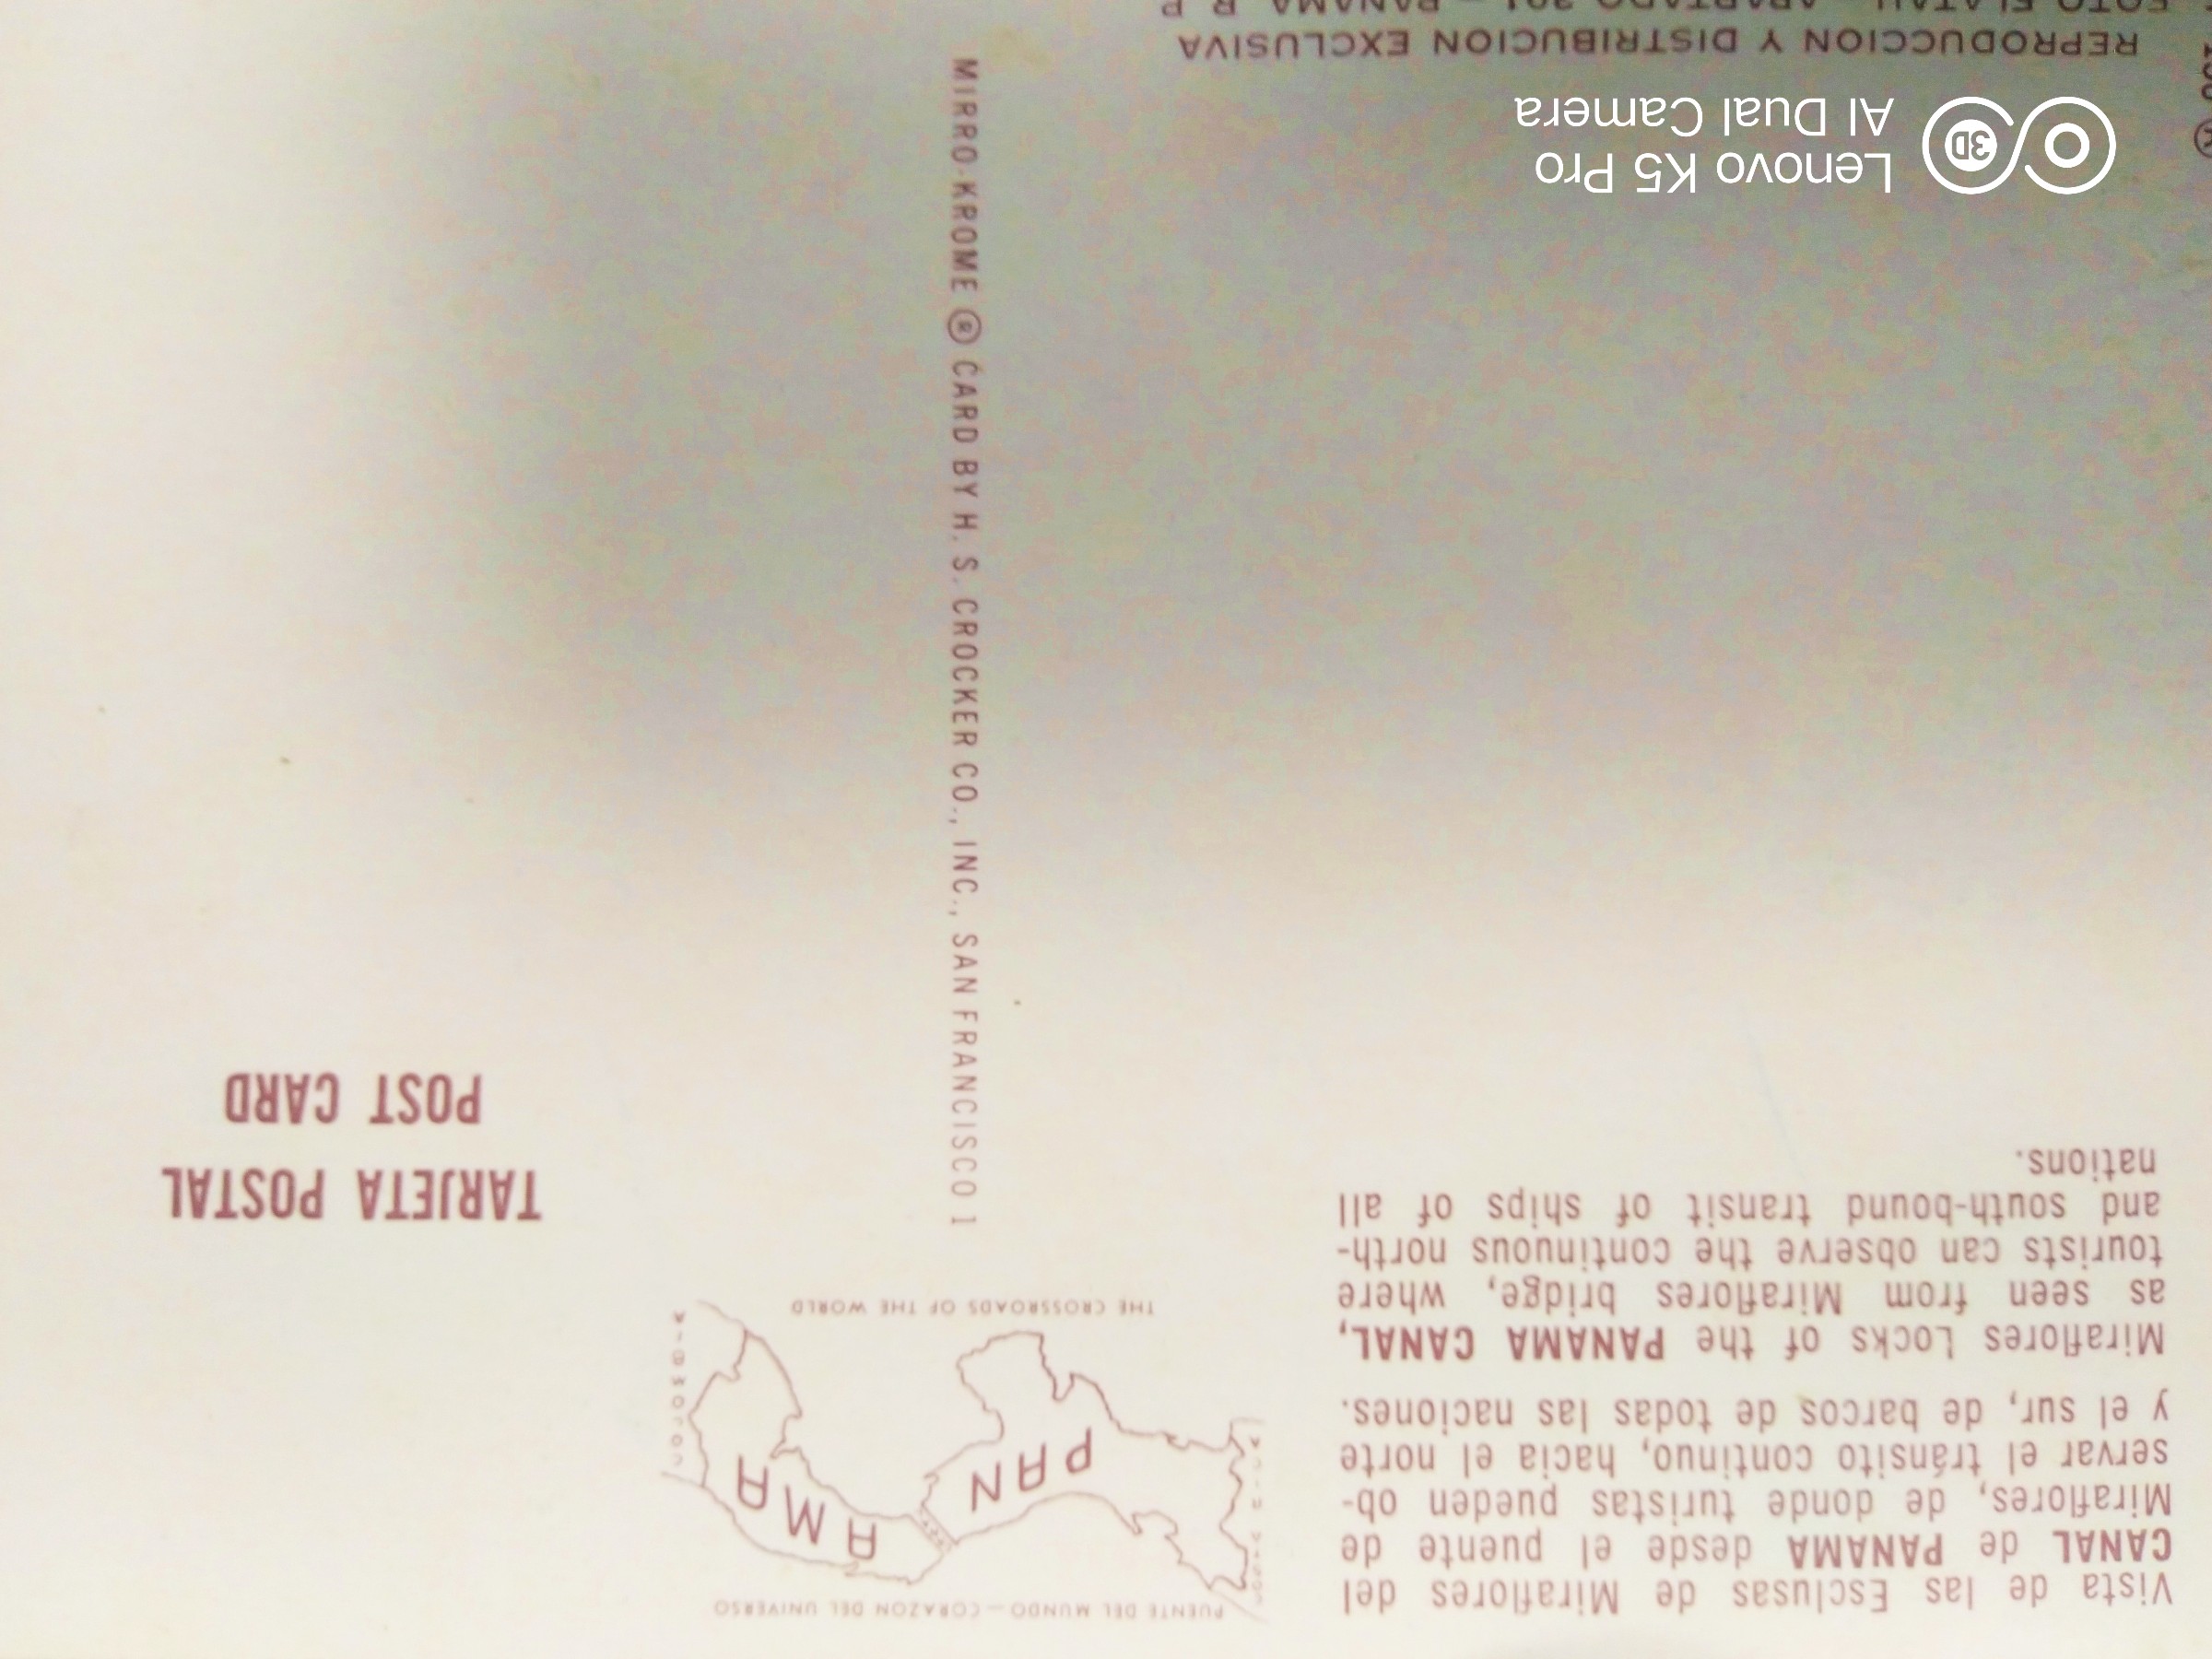 Vista de las Esclusas de Miraflores del
CANAL de PANAMA desde el puente de
Miraflores, de donde turistas pueden ob-
servar el tránsito continuo, hacia el norte
y el sur, de barcos de todas las naciones.
Miraflores Locks of the PANAMA CANAL,
as seen from Miraflores bridge, where
tourists can observe the continuous north-
and south-bound transit of ships of all
nations.
PUENTE DEL MUNDO — CORAZON DEL UNIVERSO
PANAMA
THE CROSSROADS OF THE WORLD
TARJETA POSTAL
POST CARD
MIRRO-KROME ® CARD BY H. S. CROCKER CO., INC., SAN FRANCISCO 1
Lenovo K5 Pro
AI Dual Camera
3D
REPRODUCCION Y DISTRIBUCION EXCLUSIVA